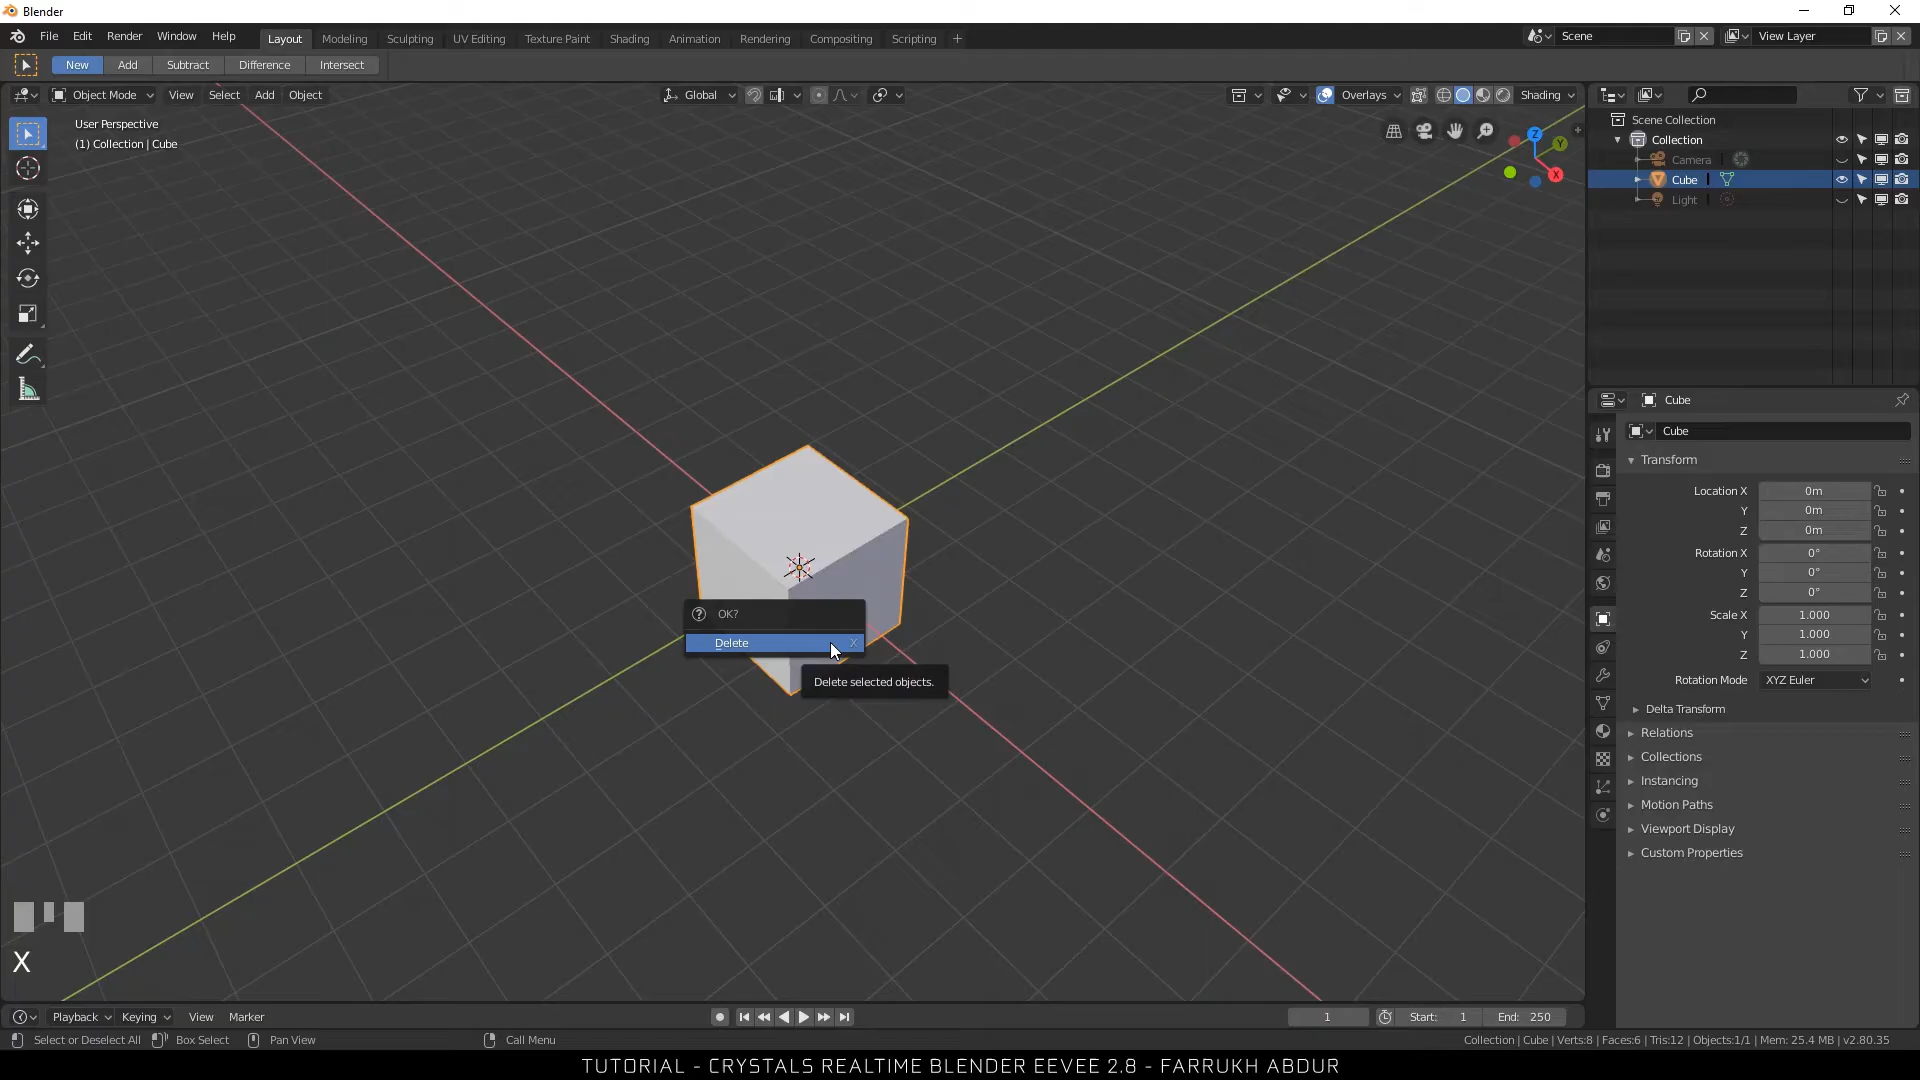 Blender
File Edit Render Window Help Layout Modeling Sculpting UV Editing Texture Paint Shading Animation Rendering Compositing Scripting + Scene View Layer
New Add Subtract Difference Intersect
Object Mode View Select Add Object Global Overlays Shading
User Perspective
(1) Collection | Cube
Z
Y
X
Scene Collection
Collection
Camera
Cube
Light
Cube
Cube
Transform
Location X 0m
Y 0m
Z 0m
Rotation X 0°
Y 0°
Z 0°
Scale X 1.000
Y 1.000
Z 1.000
Rotation Mode XYZ Euler
Delta Transform
Relations
Collections
Instancing
Motion Paths
Viewport Display
Custom Properties
OK?
Delete X
Delete selected objects.
X
Playback Keying View Marker 1 Start: 1 End: 250
Select or Deselect All Box Select Pan View Call Menu Collection | Cube | Verts:8 | Faces:6 | Tris:12 | Objects:1/1 | Mem: 25.4 MB | v2.80.35
TUTORIAL - CRYSTALS REALTIME BLENDER EEVEE 2.8 - FARRUKH ABDUR